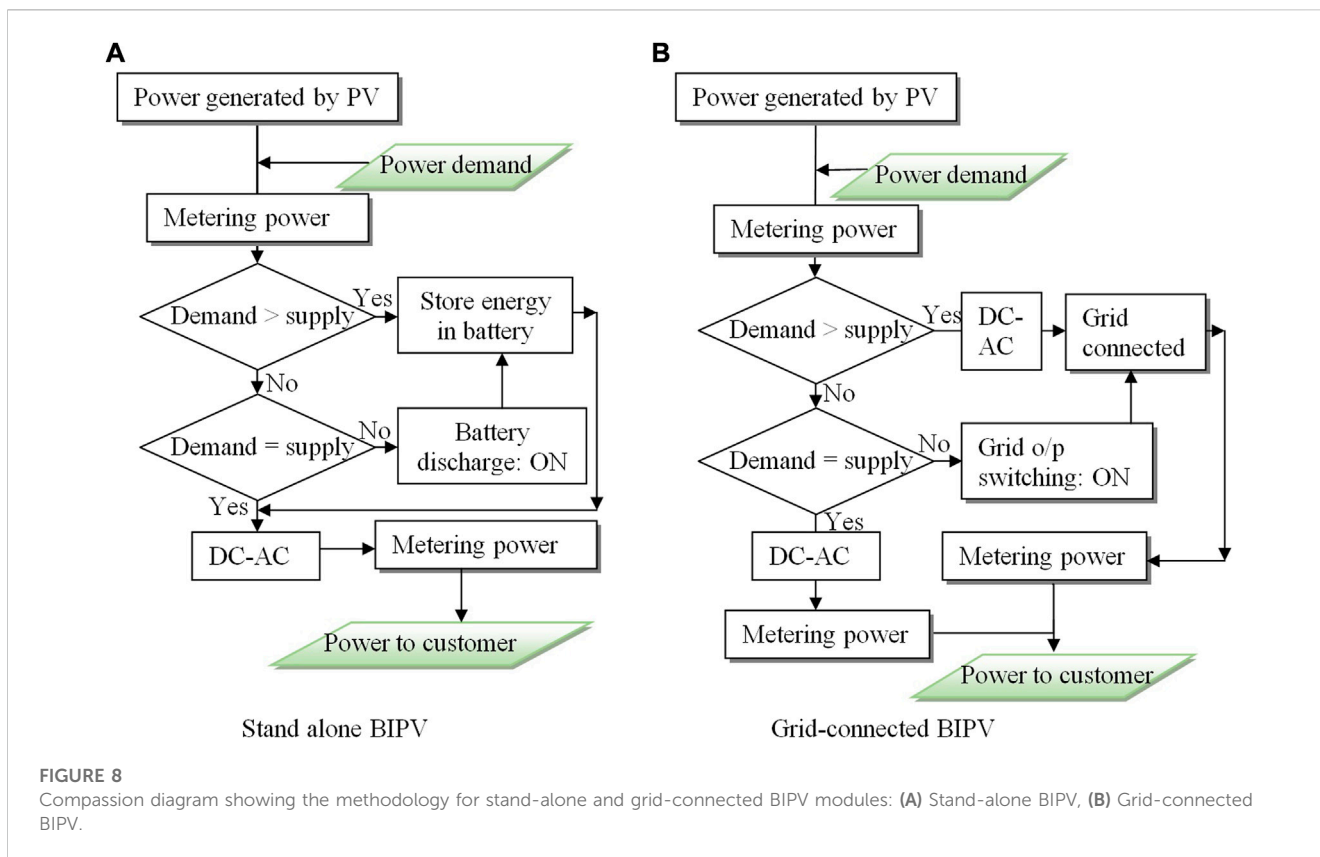 A
Power generated by PV
Power demand
Metering power
Demand > supply
Yes
Store energy
in battery
No
Demand = supply
No
Battery
discharge: ON
Yes
DC-AC
Metering power
Power to customer
Stand alone BIPV
B
Power generated by PV
Power demand
Metering power
Demand > supply
Yes
DC-
AC
Grid
connected
No
Demand = supply
No
Grid o/p
switching: ON
Yes
DC-AC
Metering power
Metering power
Power to customer
Grid-connected BIPV
FIGURE 8
Compassion diagram showing the methodology for stand-alone and grid-connected BIPV modules: (A) Stand-alone BIPV, (B) Grid-connected
BIPV.